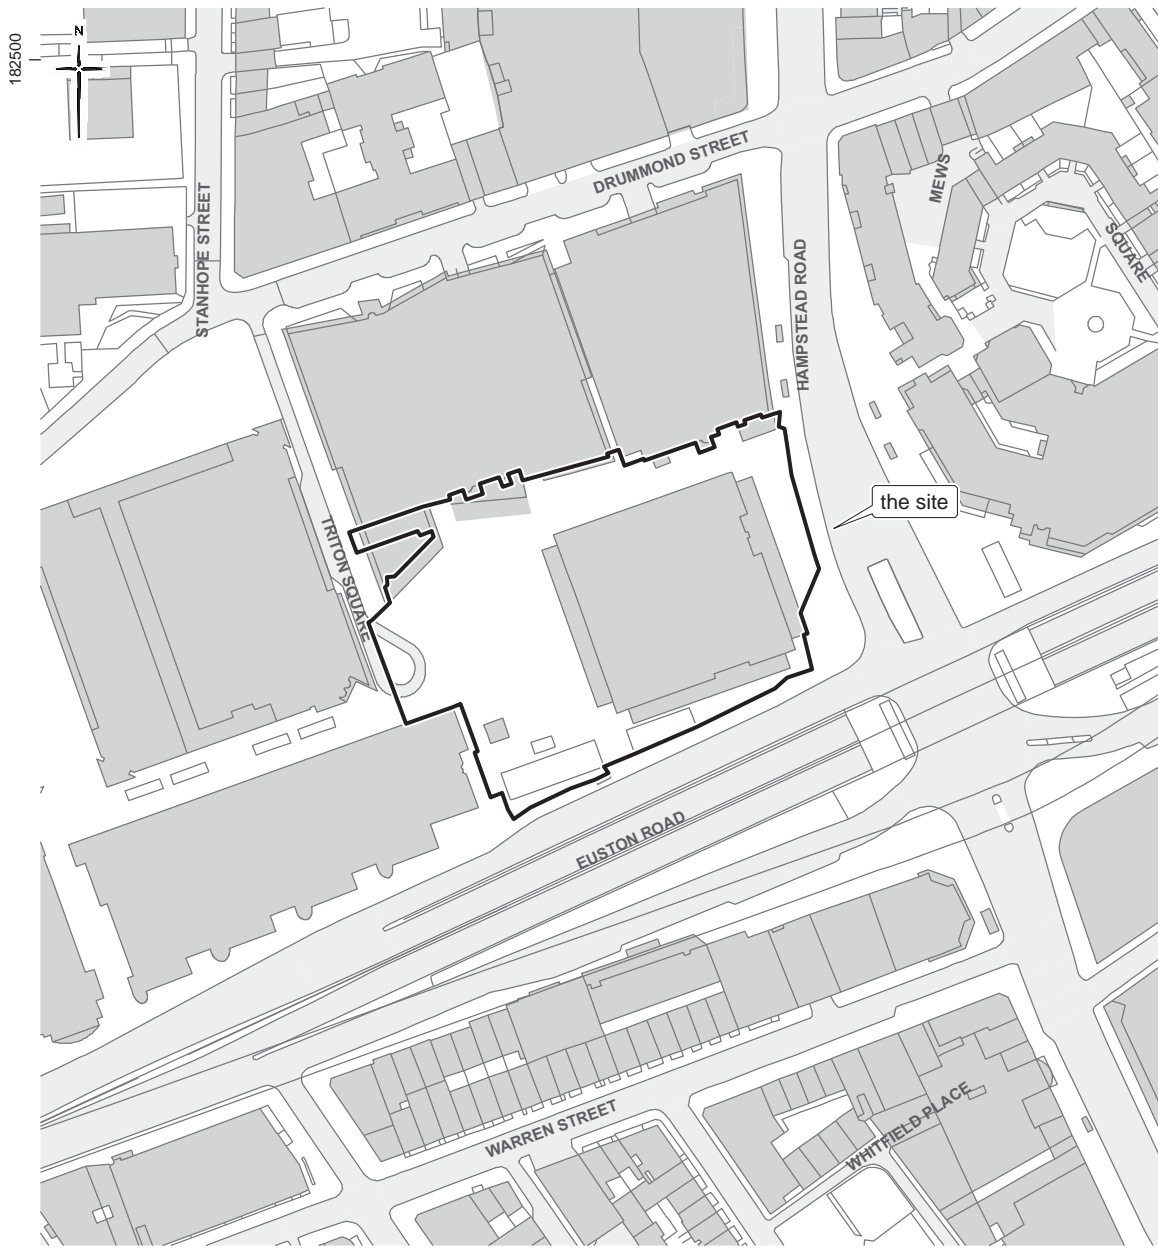 N
182500
DRUMMOND STREET
MEWS
STANHOPE STREET
SQUARE
HAMPSTEAD ROAD
the site
TRITON SQUARE
EUSTON ROAD
WARREN STREET
WHITFIELD PLACE